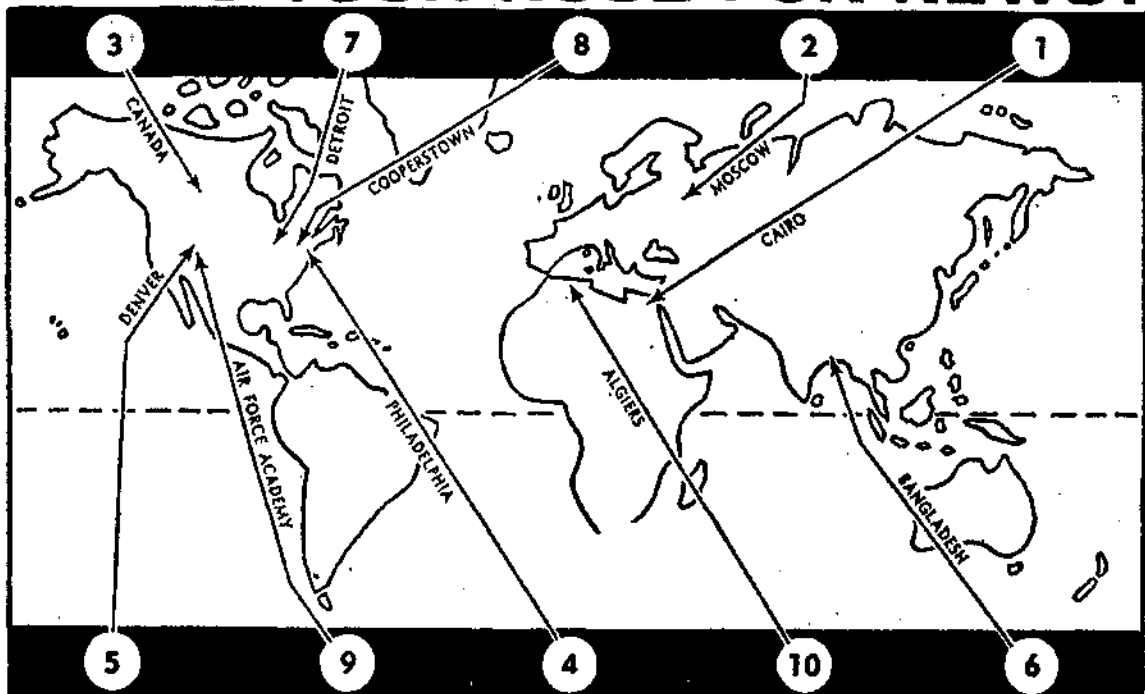 3 7 8 2 1
CANADA
DETROIT
COOPERSTOWN
MOSCOW
CAIRO
DENVER
AIR FORCE ACADEMY
PHILADELPHIA
ALGIERS
BANGLADESH
5 9 4 10 6